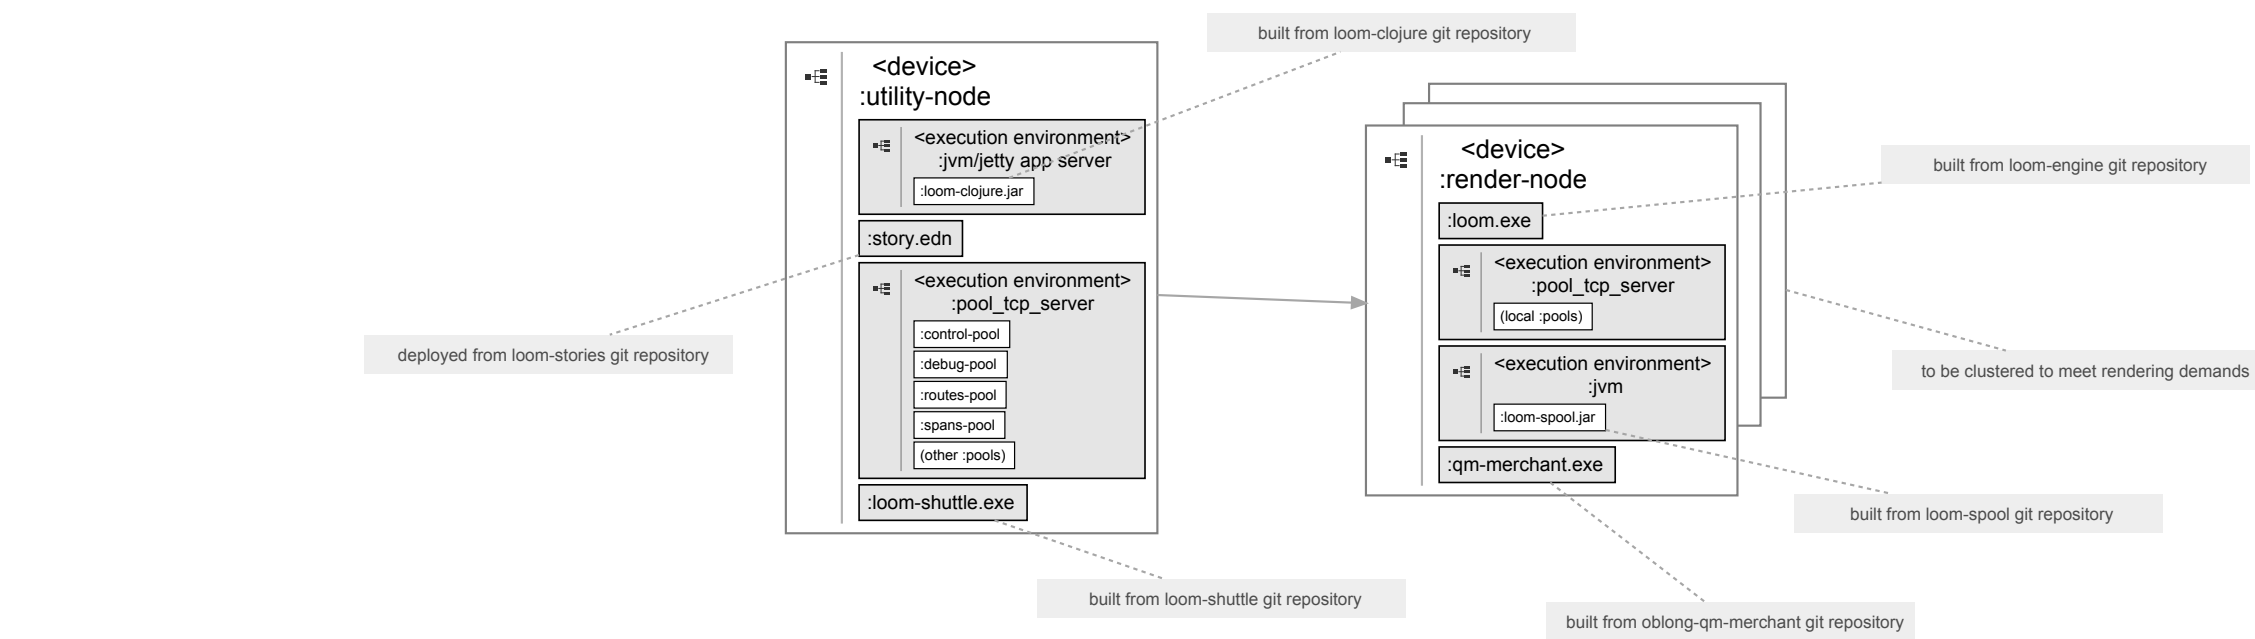 built from loom-clojure git repository
<device>
:utility-node
<execution environment>
:jvm/jetty app server
:loom-clojure.jar
:story.edn
<execution environment>
:pool_tcp_server
:control-pool
:debug-pool
:routes-pool
:spans-pool
(other :pools)
:loom-shuttle.exe
deployed from loom-stories git repository
built from loom-shuttle git repository
<device>
:render-node
:loom.exe
<execution environment>
:pool_tcp_server
(local :pools)
<execution environment>
:jvm
:loom-spool.jar
:qm-merchant.exe
built from loom-engine git repository
to be clustered to meet rendering demands
built from loom-spool git repository
built from oblong-qm-merchant git repository